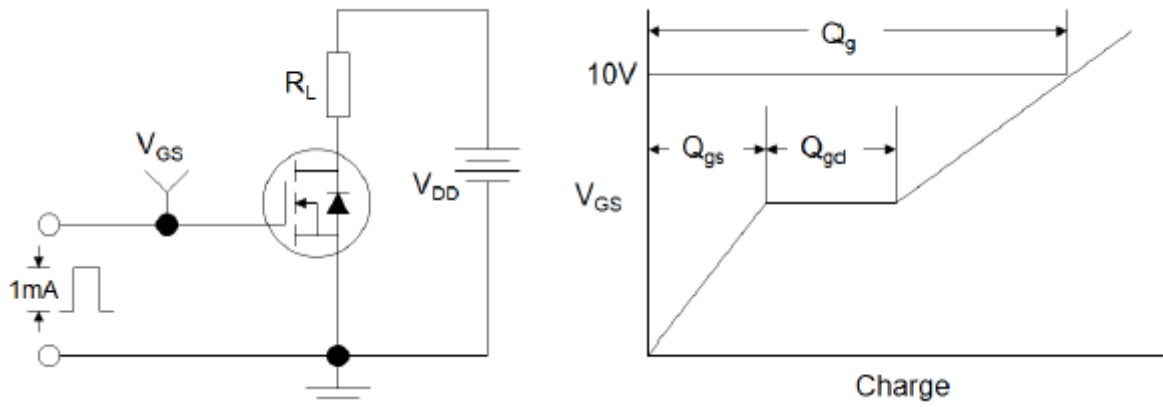 R_L
V_GS
V_DD
1mA
Q_g
10V
Q_gs
Q_gd
V_GS
Charge